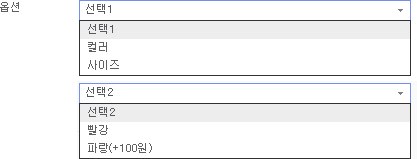 옵션
선택1
선택1
컬러
사이즈
선택2
선택2
빨강
파랑(+100원)